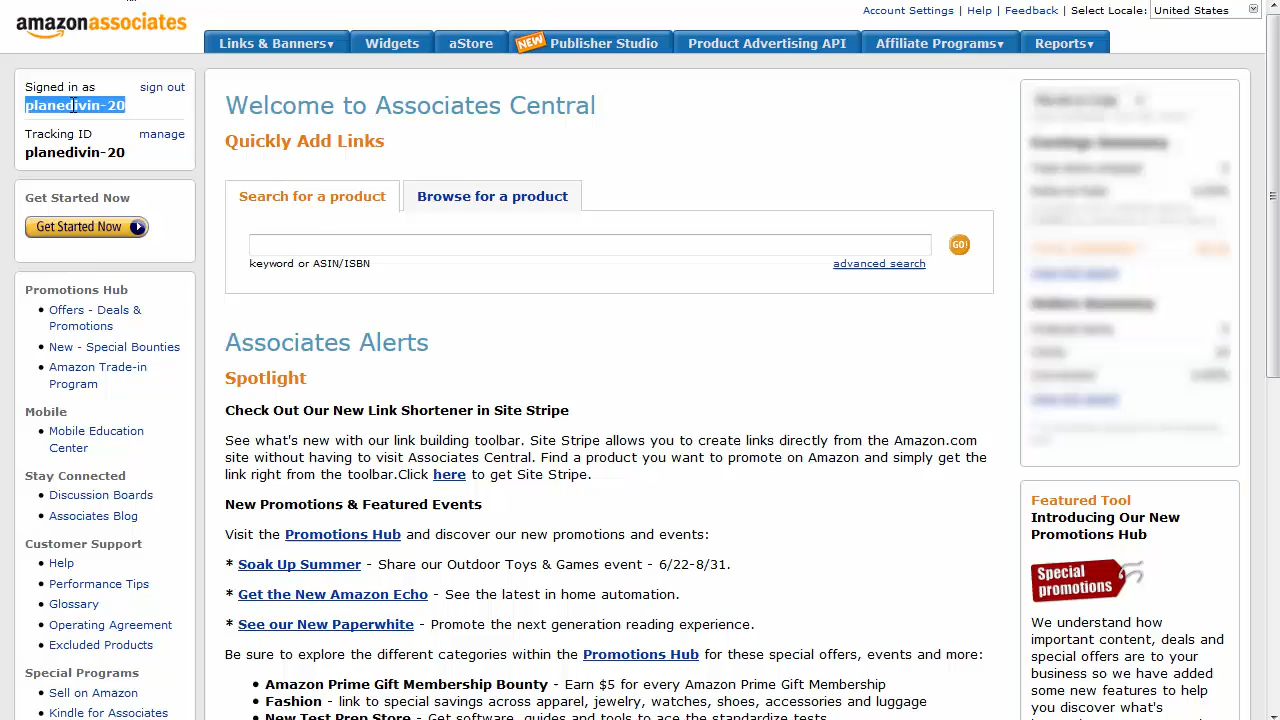 amazonassociates
Account Settings | Help | Feedback | Select Locale: United States
Links & Banners▾ Widgets aStore NEW Publisher Studio Product Advertising API Affiliate Programs▾ Reports▾
Signed in as sign out
planedivin-20
Tracking ID manage
planedivin-20
Get Started Now
Get Started Now
Promotions Hub
• Offers - Deals &
Promotions
• New - Special Bounties
• Amazon Trade-in
Program
Mobile
• Mobile Education
Center
Stay Connected
• Discussion Boards
• Associates Blog
Customer Support
• Help
• Performance Tips
• Glossary
• Operating Agreement
• Excluded Products
Special Programs
• Sell on Amazon
• Kindle for Associates
Welcome to Associates Central
Quickly Add Links
Search for a product Browse for a product
GO!
keyword or ASIN/ISBN advanced search
Associates Alerts
Spotlight
Check Out Our New Link Shortener in Site Stripe
See what's new with our link building toolbar. Site Stripe allows you to create links directly from the Amazon.com
site without having to visit Associates Central. Find a product you want to promote on Amazon and simply get the
link right from the toolbar.Click here to get Site Stripe.
New Promotions & Featured Events
Visit the Promotions Hub and discover our new promotions and events:
* Soak Up Summer - Share our Outdoor Toys & Games event - 6/22-8/31.
* Get the New Amazon Echo - See the latest in home automation.
* See our New Paperwhite - Promote the next generation reading experience.
Be sure to explore the different categories within the Promotions Hub for these special offers, events and more:
• Amazon Prime Gift Membership Bounty - Earn $5 for every Amazon Prime Gift Membership
• Fashion - link to special savings across apparel, jewelry, watches, shoes, accessories and luggage
• New Test Prep Store - Get software, guides and tools to ace the standardize tests
Featured Tool
Introducing Our New
Promotions Hub
Special
promotions
We understand how
important content, deals and
special offers are to your
business so we have added
some new features to help
you discover what's